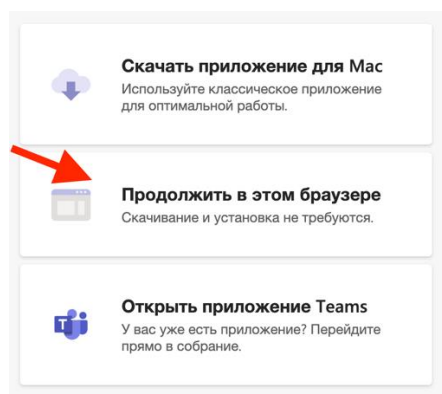 Скачать приложение для Mac
Используйте классическое приложение
для оптимальной работы.
Продолжить в этом браузере
Скачивание и установка не требуются.
Открыть приложение Teams
У вас уже есть приложение? Перейдите
прямо в собрание.